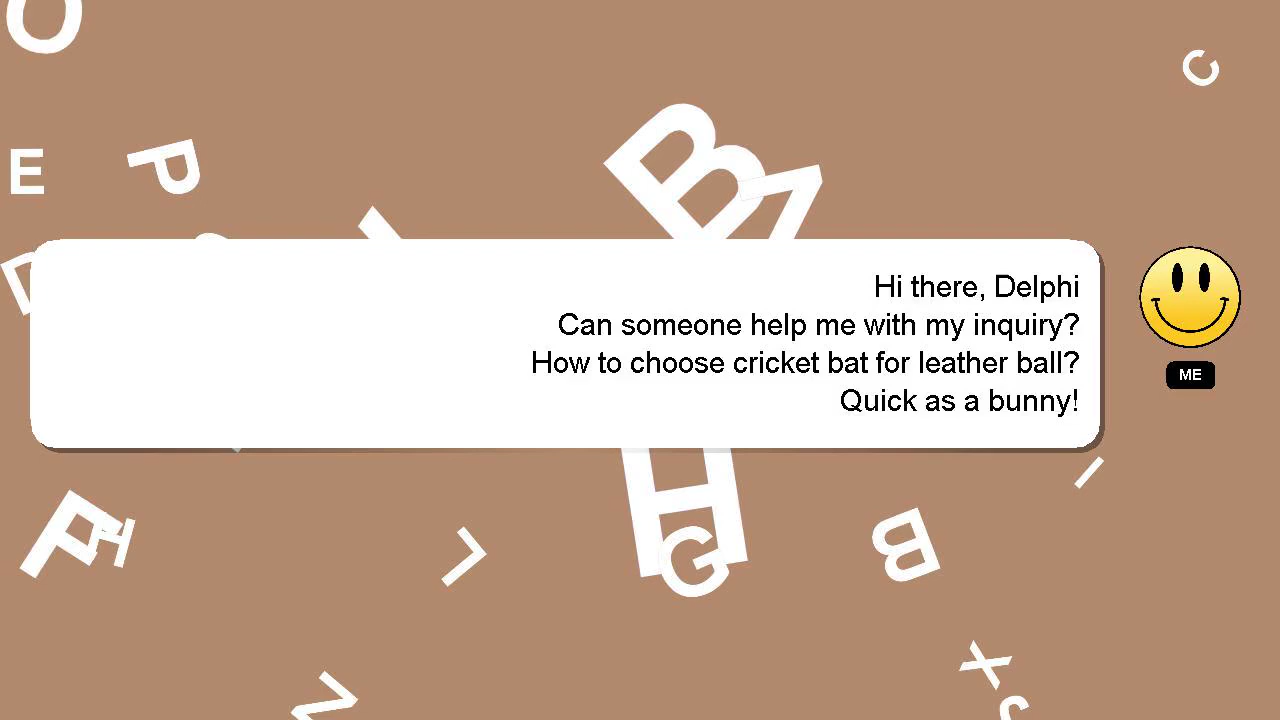 O
C
B
Z
E
P
D
Hi there, Delphi
Can someone help me with my inquiry?
How to choose cricket bat for leather ball?
Quick as a bunny!
ME
H
I
P
H
L
G
B
X
Z